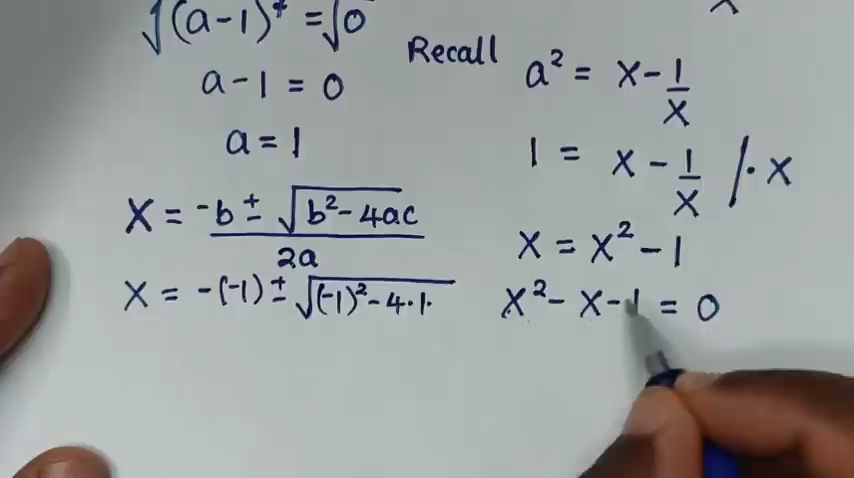 √(a-1)² = √0
Recall
a-1 = 0
a = 1
a² = x - 1/x
1 = x - 1/x /· x
x = x² - 1
x² - x - 1 = 0
x = -b ± √(b² - 4ac) / 2a
x = -(-1) ± √((-1)² - 4·1·